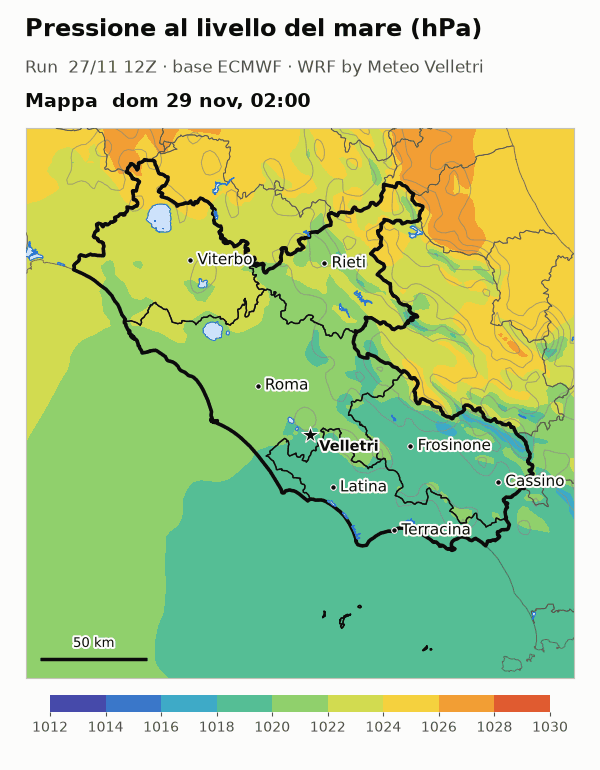 Pressione al livello del mare (hPa)
Run 27/11 12Z · base ECMWF · WRF by Meteo Velletri
Mappa dom 29 nov, 02:00
Viterbo
Rieti
Roma
Velletri
Frosinone
Cassino
Latina
Terracina
50 km
1012 1014 1016 1018 1020 1022 1024 1026 1028 1030